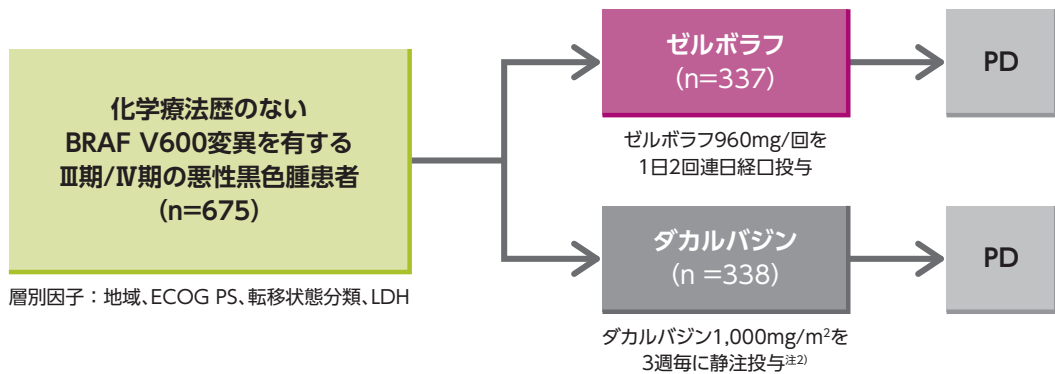 化学療法歴のない
BRAF V600変異を有する
Ⅲ期/Ⅳ期の悪性黒色腫患者
(n=675)
層別因子：地域、ECOG PS、転移状態分類、LDH
ゼルボラフ
(n=337)
ゼルボラフ960mg/回を
1日2回連日経口投与
PD
ダカルバジン
(n =338)
ダカルバジン1,000mg/m²を
3週毎に静注投与注2)
PD